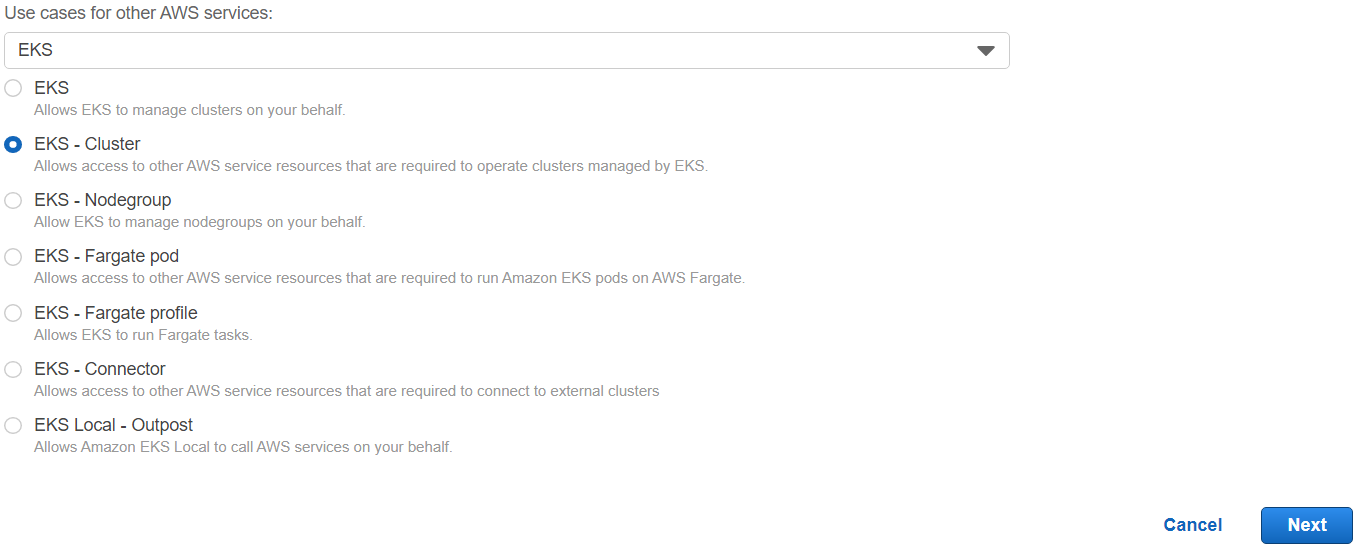 Use cases for other AWS services:
EKS
EKS
Allows EKS to manage clusters on your behalf.
EKS - Cluster
Allows access to other AWS service resources that are required to operate clusters managed by EKS.
EKS - Nodegroup
Allow EKS to manage nodegroups on your behalf.
EKS - Fargate pod
Allows access to other AWS service resources that are required to run Amazon EKS pods on AWS Fargate.
EKS - Fargate profile
Allows EKS to run Fargate tasks.
EKS - Connector
Allows access to other AWS service resources that are required to connect to external clusters
EKS Local - Outpost
Allows Amazon EKS Local to call AWS services on your behalf.
Cancel
Next